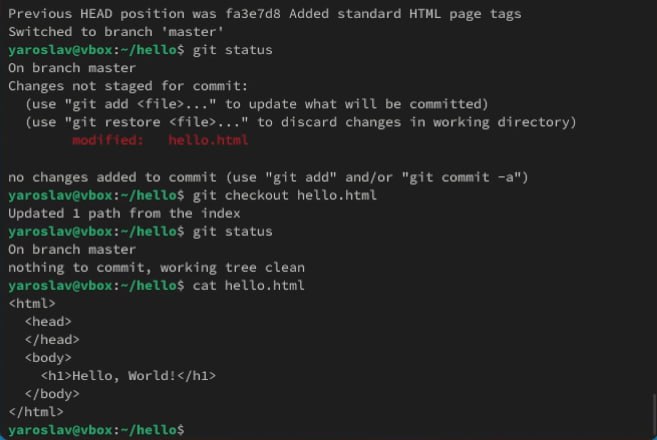 Previous HEAD position was fa3e7d8 Added standard HTML page tags
Switched to branch 'master'
yaroslav@vbox:~/hello$ git status
On branch master
Changes not staged for commit:
  (use "git add <file>..." to update what will be committed)
  (use "git restore <file>..." to discard changes in working directory)
        modified:   hello.html

no changes added to commit (use "git add" and/or "git commit -a")
yaroslav@vbox:~/hello$ git checkout hello.html
Updated 1 path from the index
yaroslav@vbox:~/hello$ git status
On branch master
nothing to commit, working tree clean
yaroslav@vbox:~/hello$ cat hello.html
<html>
  <head>
  </head>
  <body>
    <h1>Hello, World!</h1>
  </body>
</html>
yaroslav@vbox:~/hello$